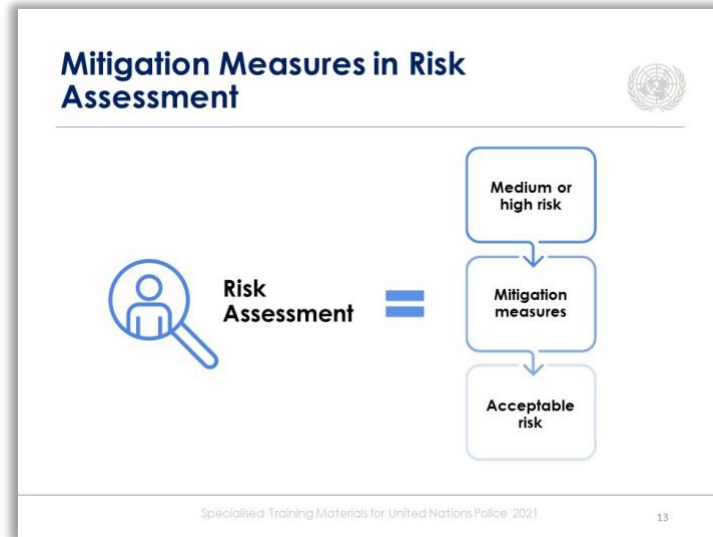 Mitigation Measures in Risk
Assessment
Medium or
high risk
Risk
Assessment
Mitigation
measures
Acceptable
risk
Specialised Training Materials for United Nations Police 2021
13